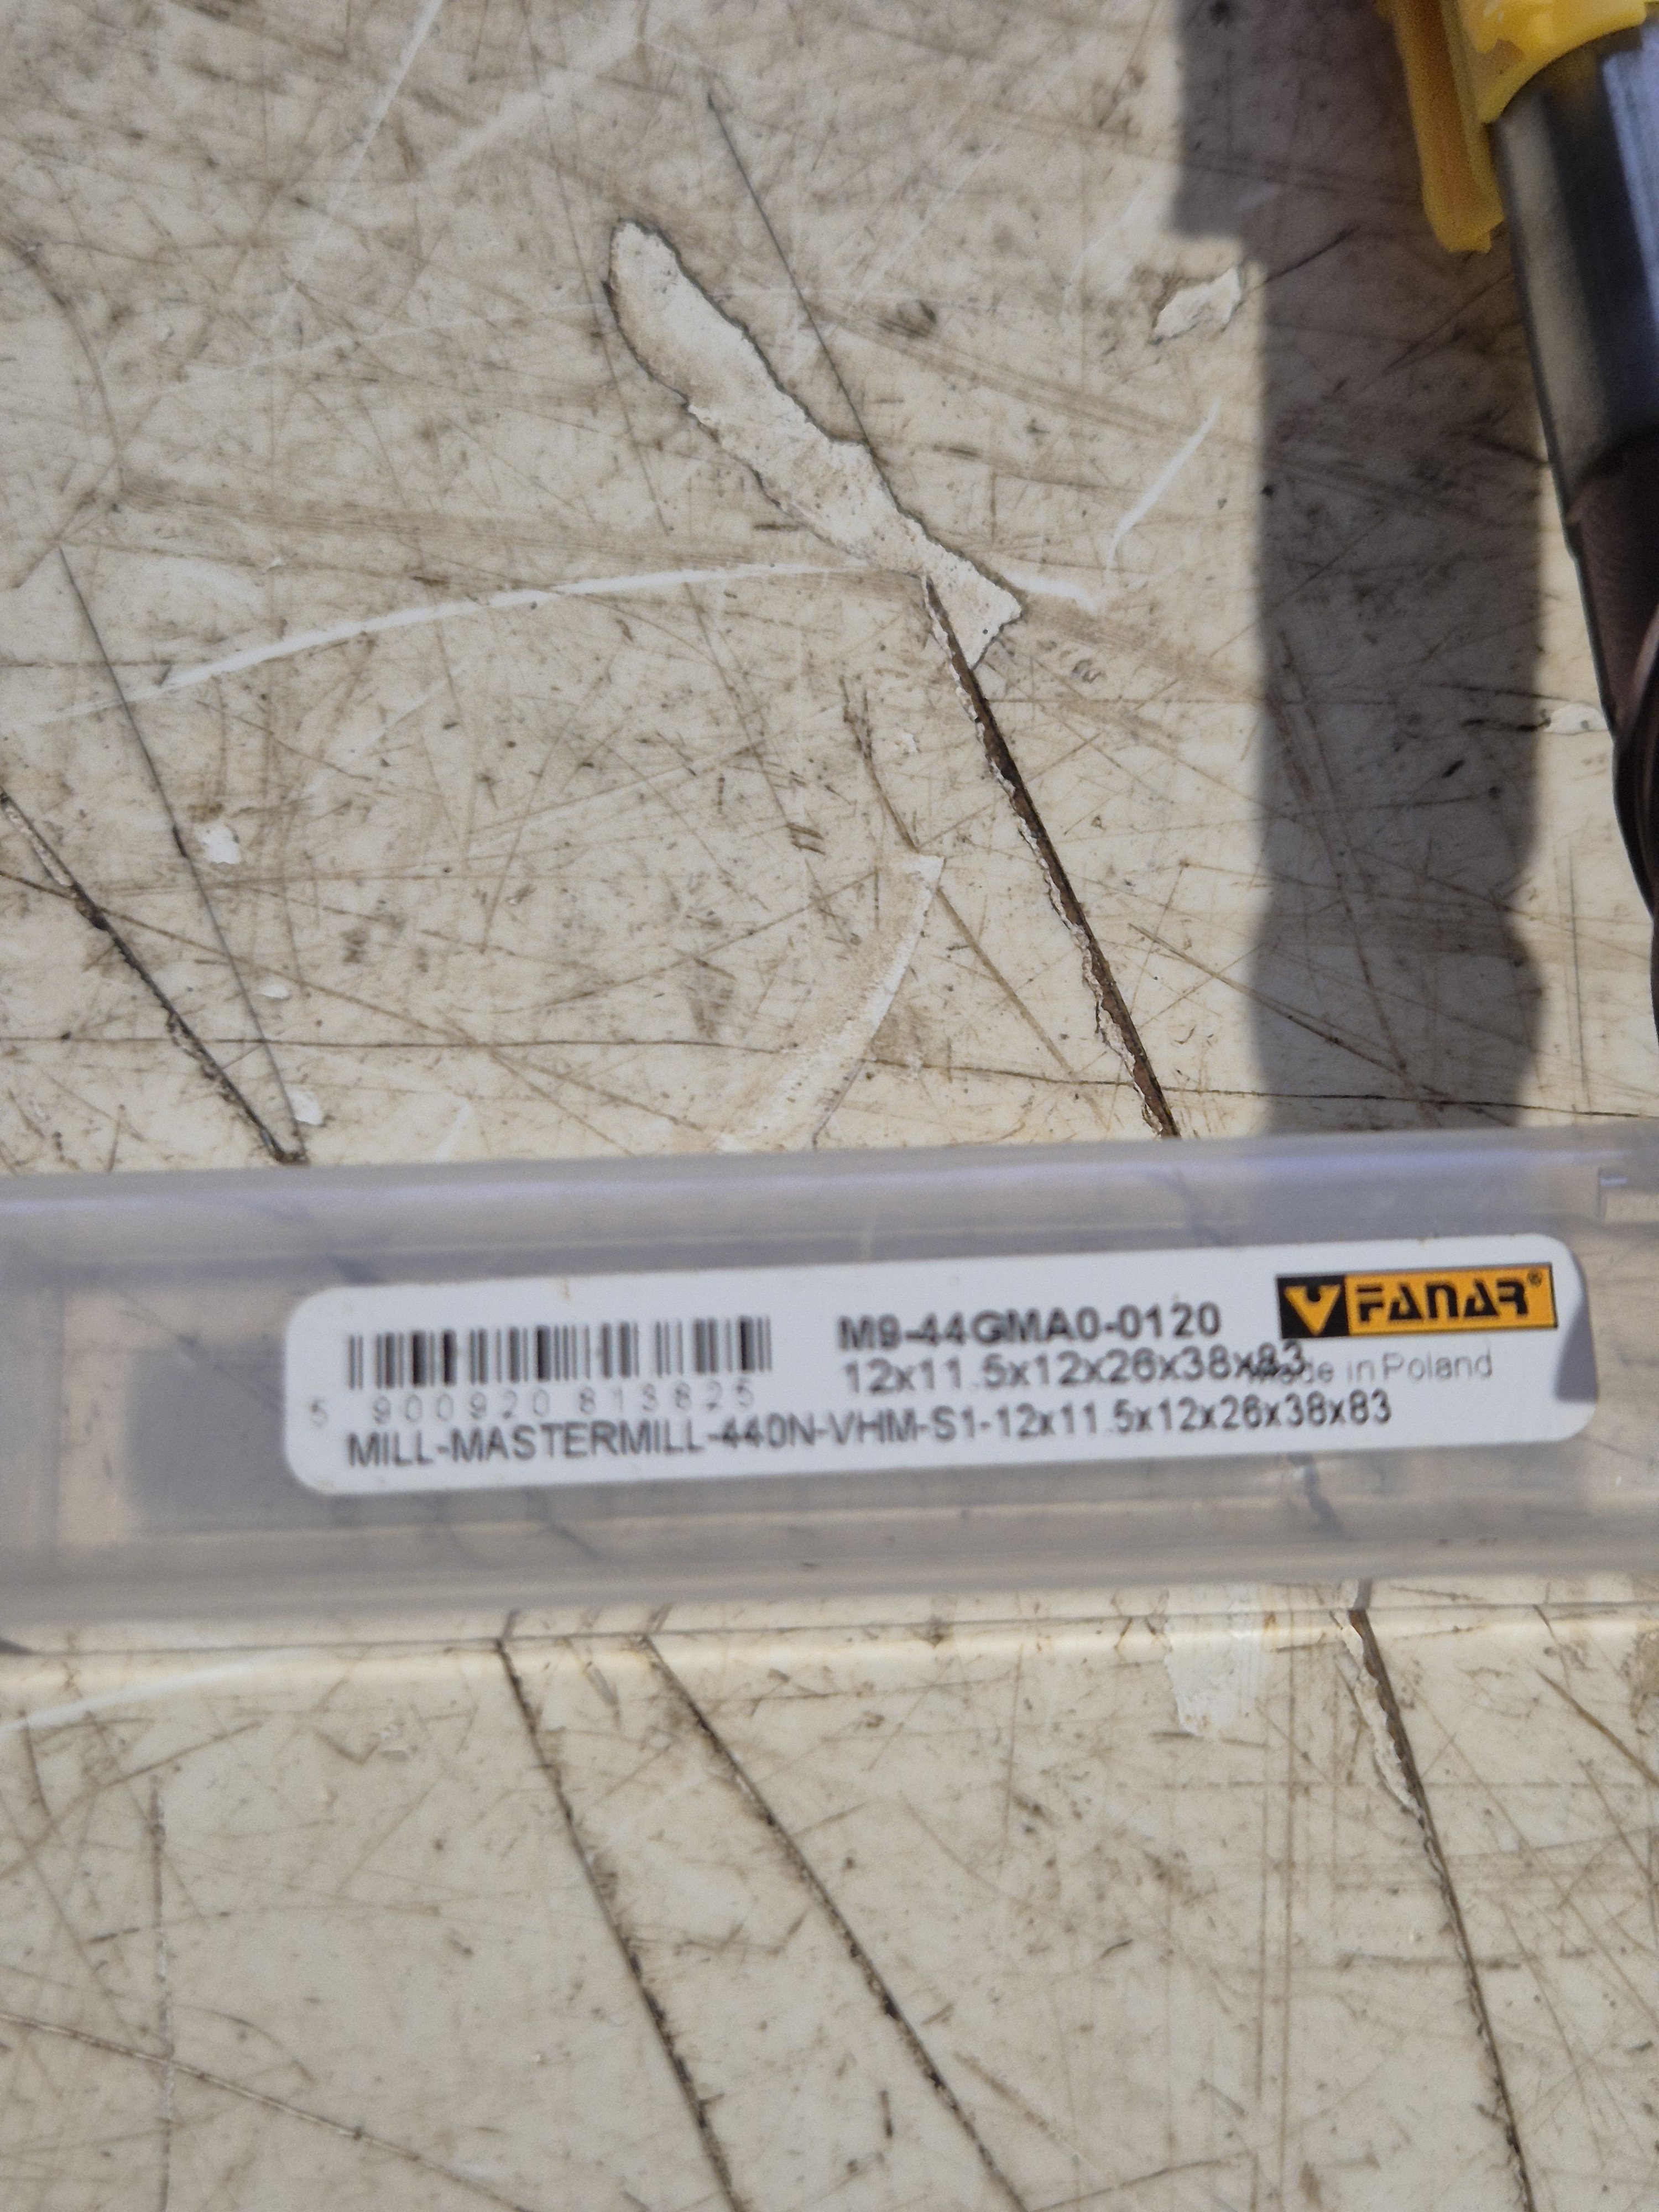 M9-44GMA0-0120
FANAR®
12x11.5x12x26x38x83
Made in Poland
5 900920 813825
MILL-MASTERMILL-440N-VHM-S1-12x11.5x12x26x38x83